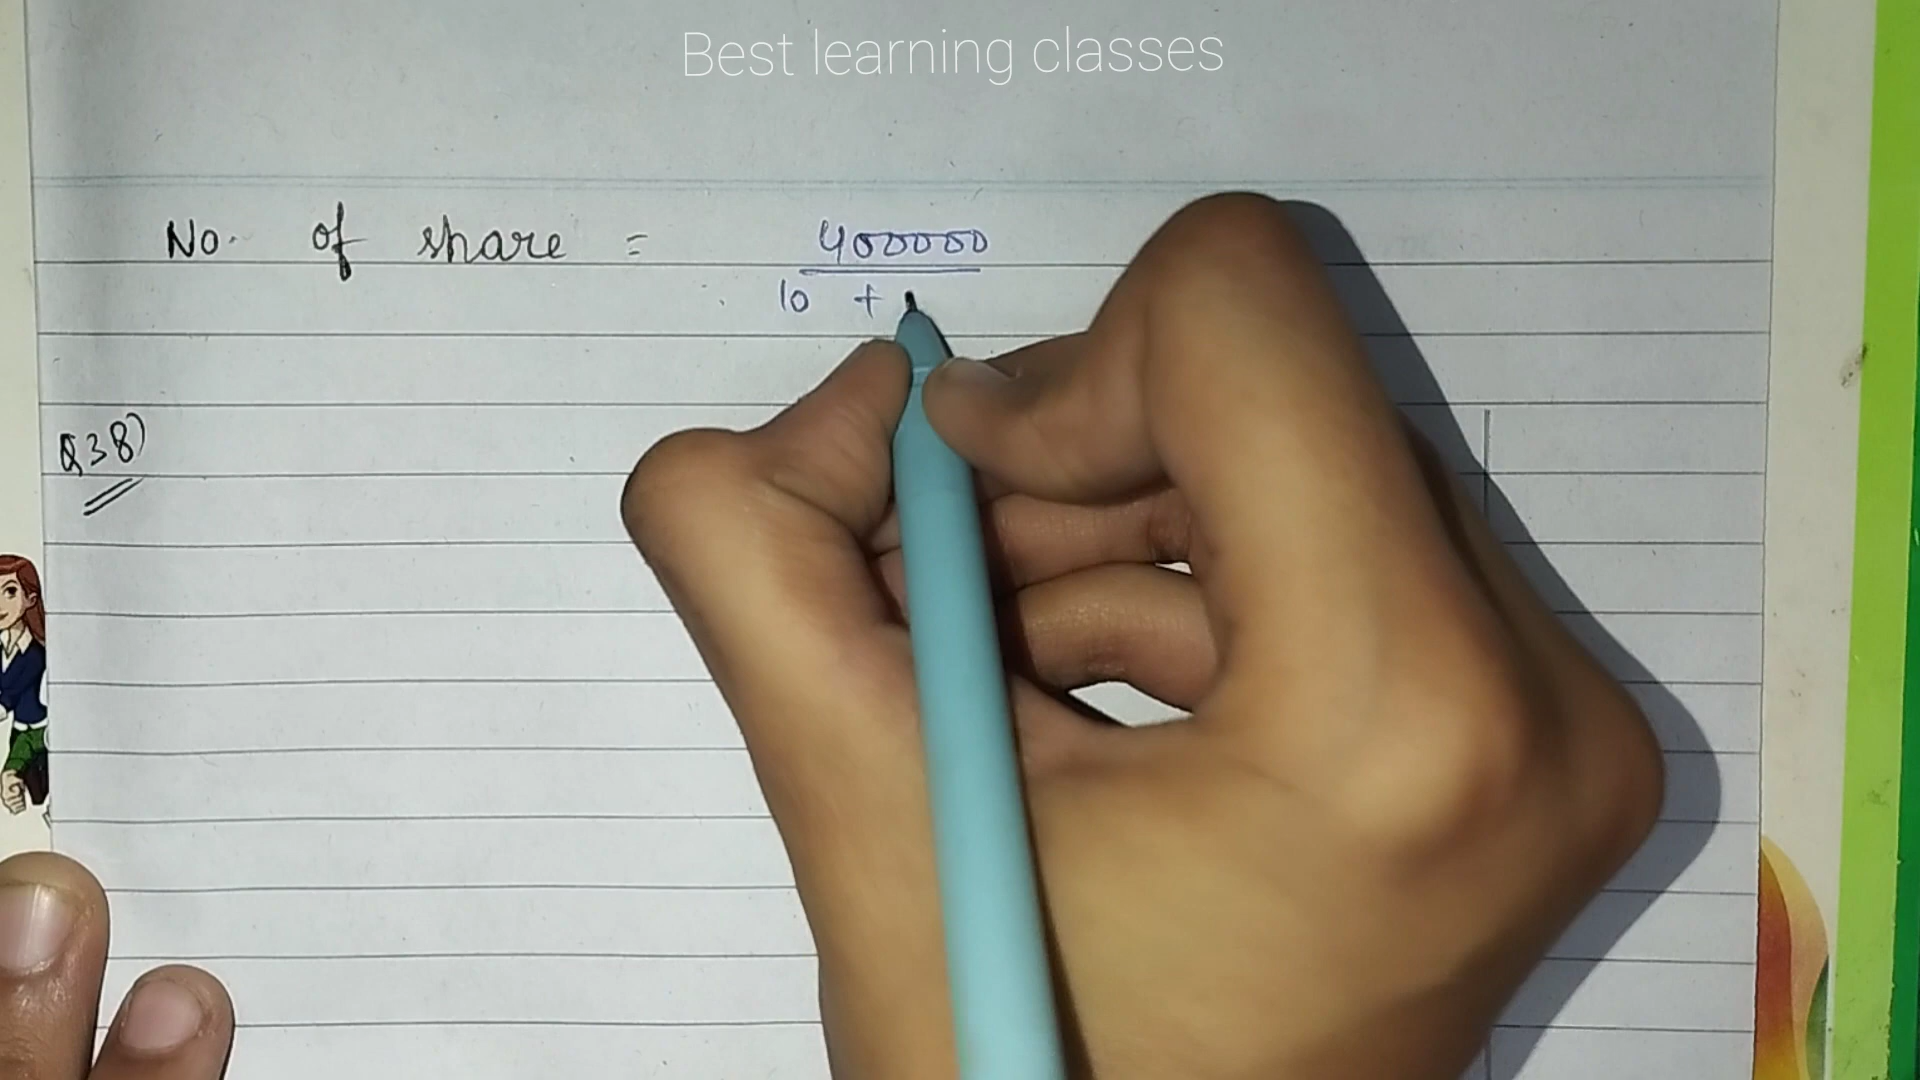 Best learning classes
No. of share = 400000
10 +
Q38)